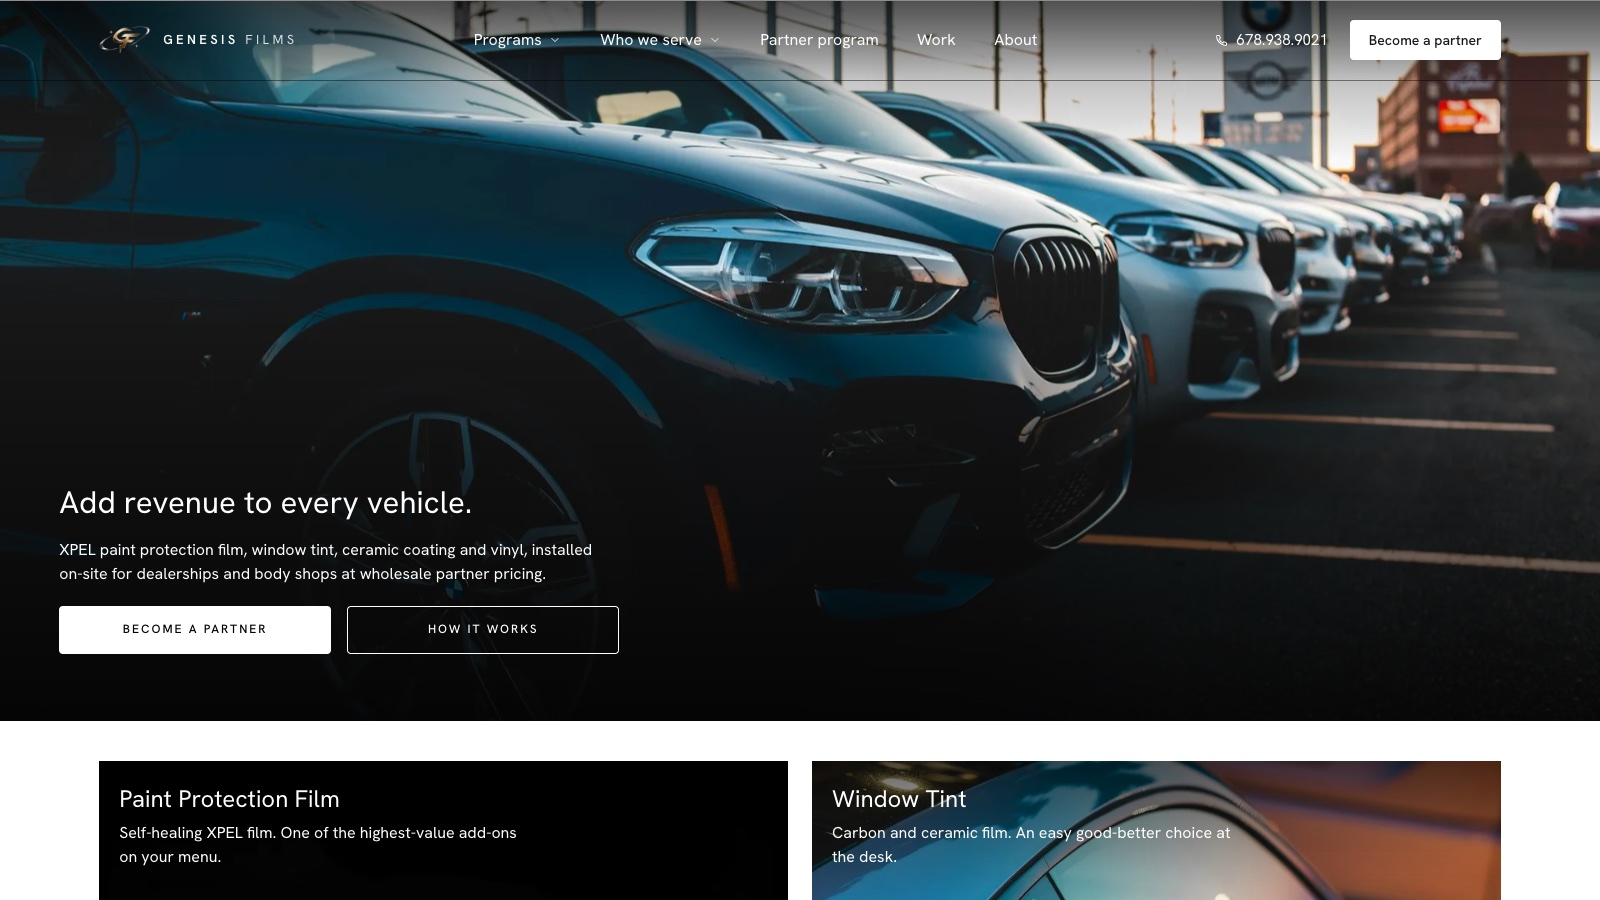 GENESIS FILMS
Programs
Who we serve
Partner program
Work
About
678.938.9021
Become a partner
Add revenue to every vehicle.
XPEL paint protection film, window tint, ceramic coating and vinyl, installed
on-site for dealerships and body shops at wholesale partner pricing.
BECOME A PARTNER
HOW IT WORKS
Paint Protection Film
Self-healing XPEL film. One of the highest-value add-ons
on your menu.
Window Tint
Carbon and ceramic film. An easy good-better choice at
the desk.